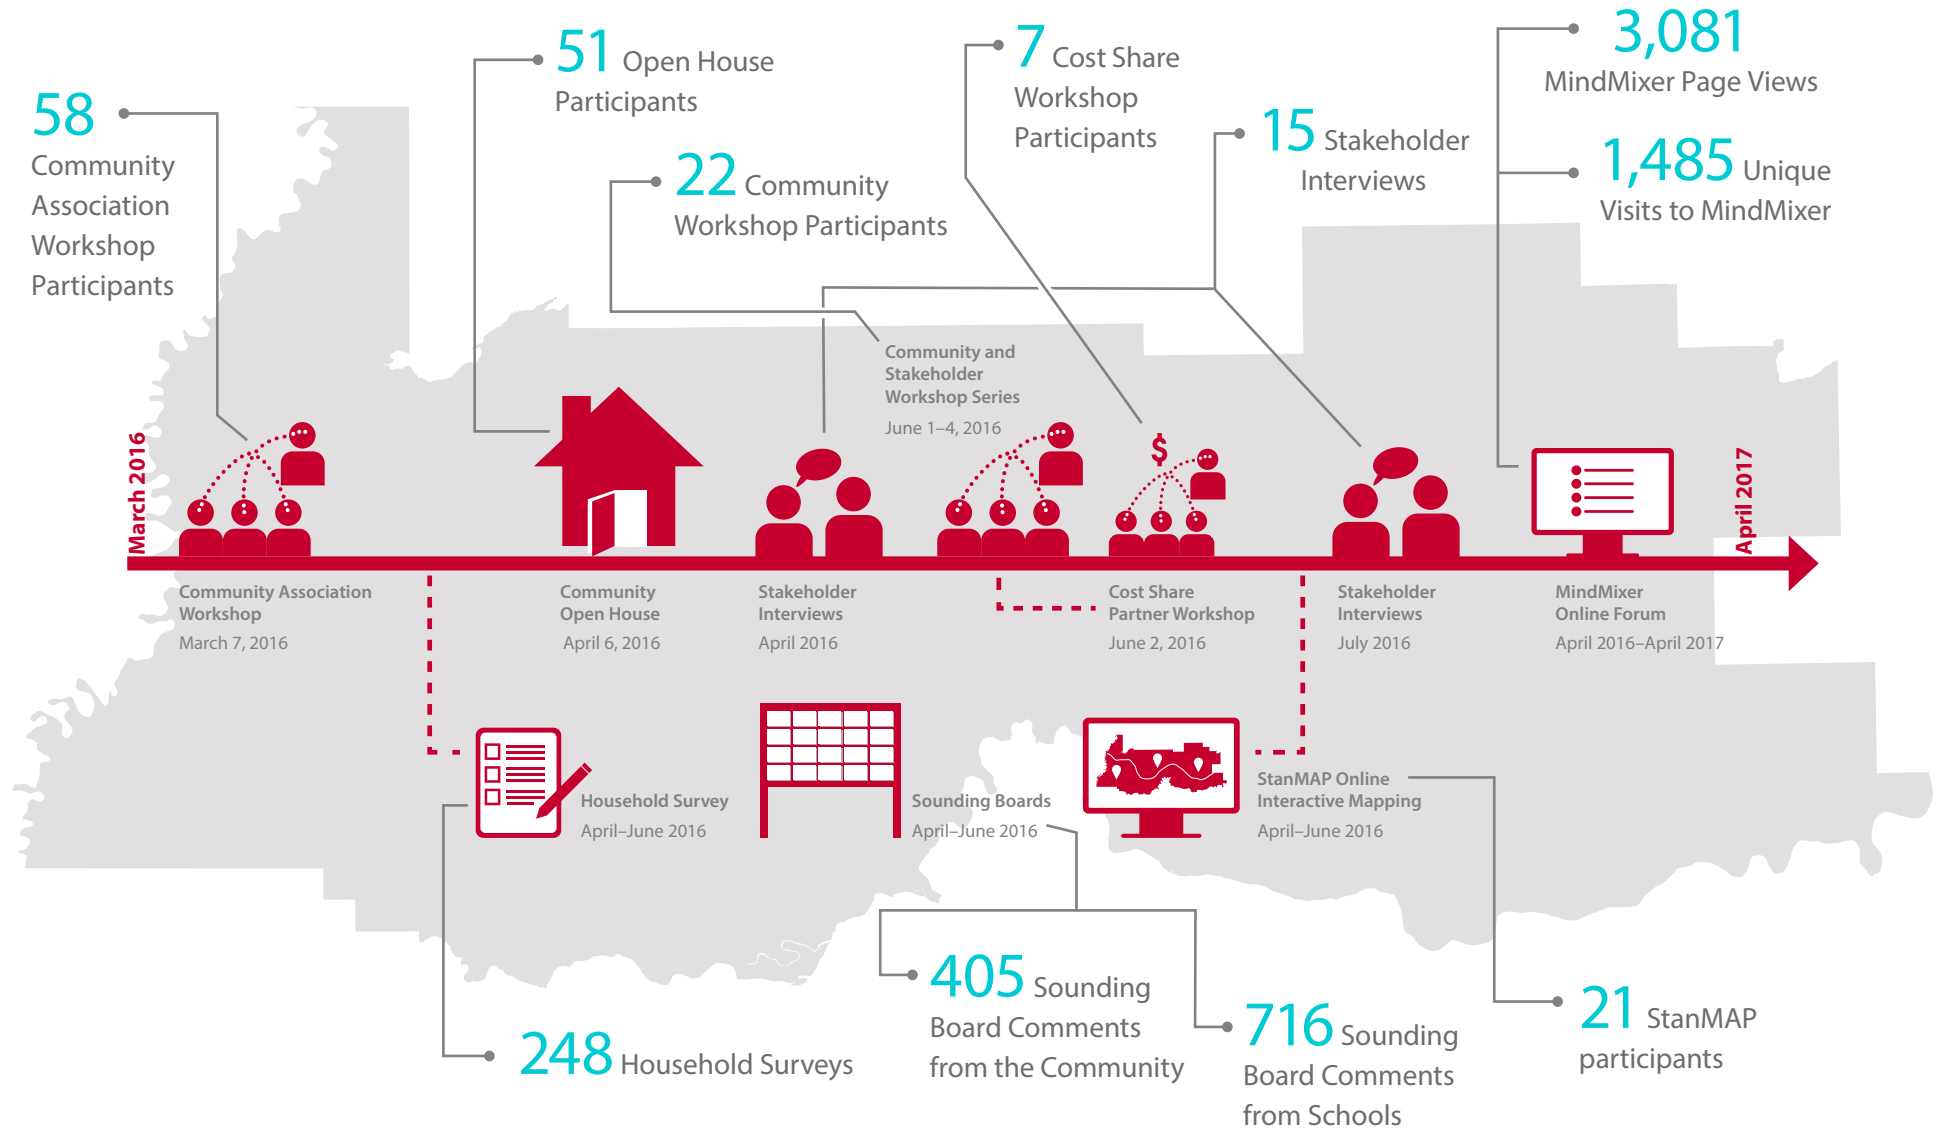 58
Community
Association
Workshop
Participants
51 Open House
Participants
22 Community
Workshop Participants
7 Cost Share
Workshop
Participants
15 Stakeholder
Interviews
3,081
MindMixer Page Views
1,485 Unique
Visits to MindMixer
Community and
Stakeholder
Workshop Series
June 1–4, 2016
$
March 2016
April 2017
Community Association
Workshop
March 7, 2016
Community
Open House
April 6, 2016
Stakeholder
Interviews
April 2016
Cost Share
Partner Workshop
June 2, 2016
Stakeholder
Interviews
July 2016
MindMixer
Online Forum
April 2016–April 2017
Household Survey
April–June 2016
Sounding Boards
April–June 2016
StanMAP Online
Interactive Mapping
April–June 2016
248 Household Surveys
405 Sounding
Board Comments
from the Community
716 Sounding
Board Comments
from Schools
21 StanMAP
participants